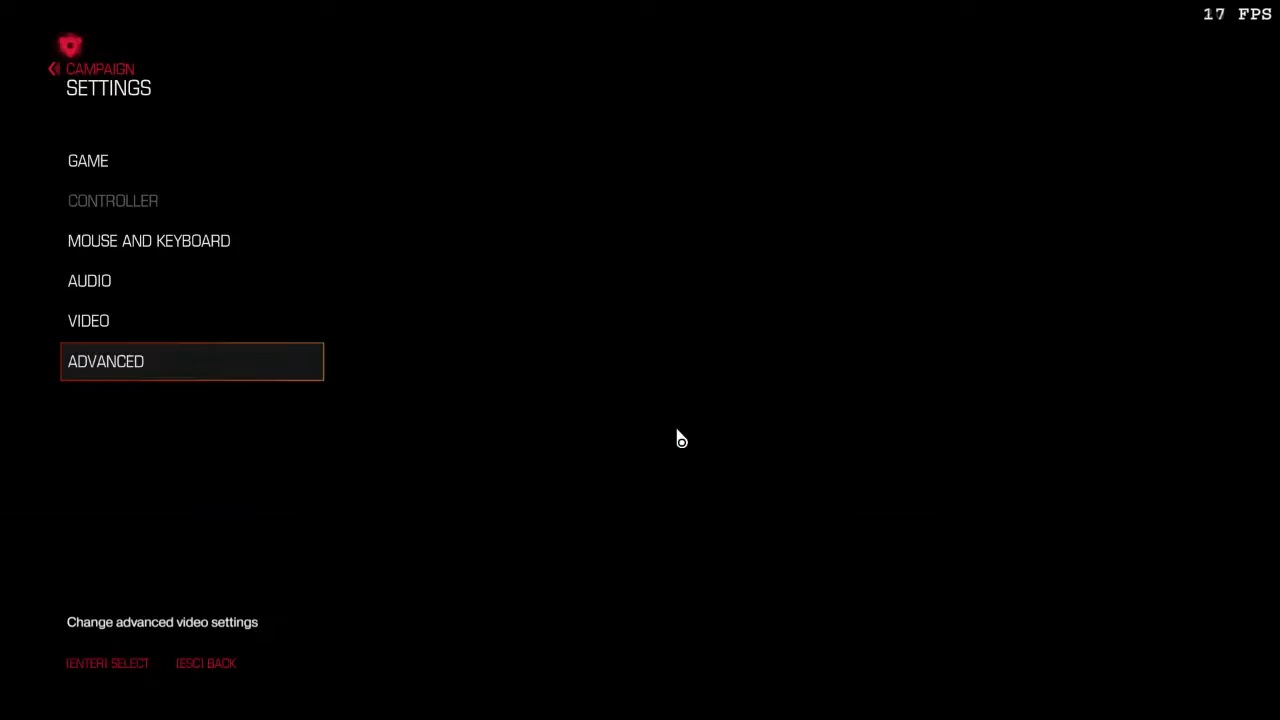 17 FPS
CAMPAIGN
SETTINGS
GAME
CONTROLLER
MOUSE AND KEYBOARD
AUDIO
VIDEO
ADVANCED
Change advanced video settings
[ENTER] SELECT [ESC] BACK